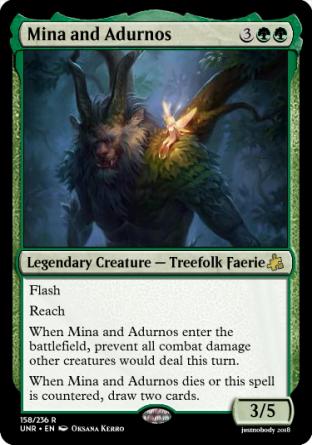 Mina and Adurnos 3
Legendary Creature — Treefolk Faerie
Flash
Reach
When Mina and Adurnos enter the
battlefield, prevent all combat damage
other creatures would deal this turn.
When Mina and Adurnos dies or this spell
is countered, draw two cards.
3/5
158/236 R
UNR • EN Oksana Kerro
justnobody 2018